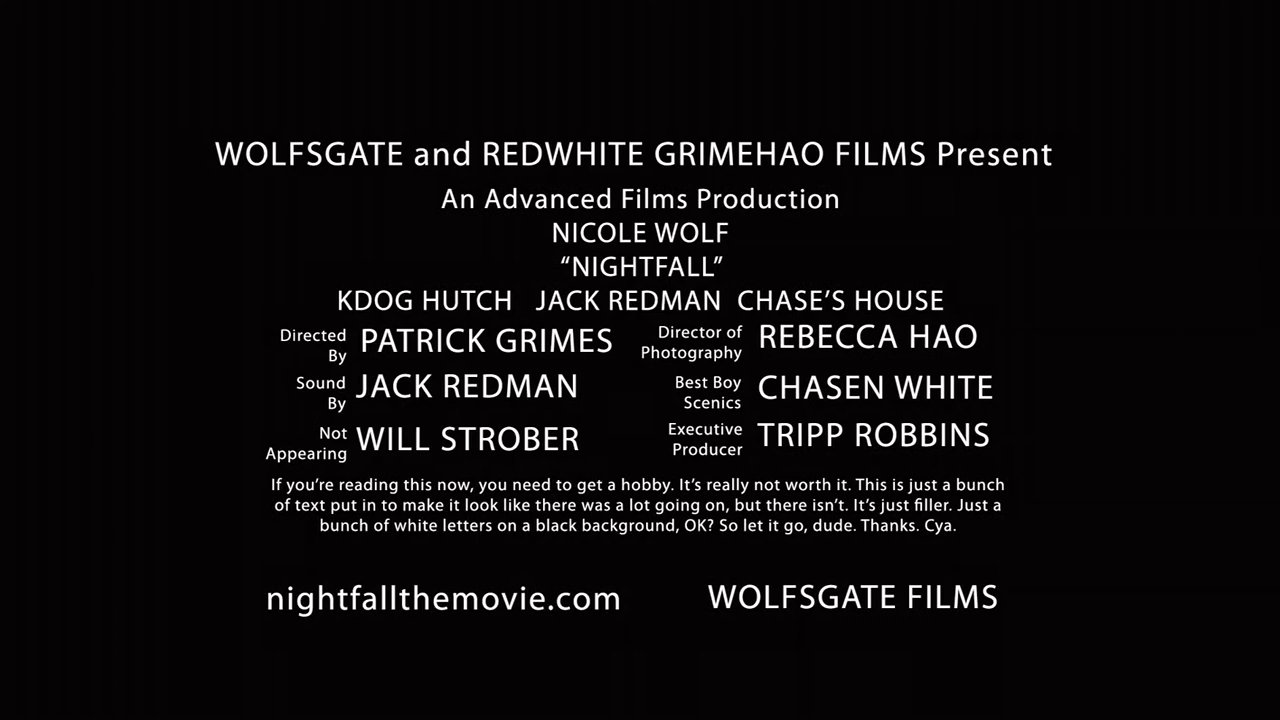 WOLFSGATE and REDWHITE GRIMEHAO FILMS Present
An Advanced Films Production
NICOLE WOLF
“NIGHTFALL”
KDOG HUTCH JACK REDMAN CHASE’S HOUSE
Directed By PATRICK GRIMES
Director of Photography REBECCA HAO
Sound By JACK REDMAN
Best Boy Scenics CHASEN WHITE
Not Appearing WILL STROBER
Executive Producer TRIPP ROBBINS
If you’re reading this now, you need to get a hobby. It’s really not worth it. This is just a bunch
of text put in to make it look like there was a lot going on, but there isn’t. It’s just filler. Just a
bunch of white letters on a black background, OK? So let it go, dude. Thanks. Cya.
nightfallthemovie.com WOLFSGATE FILMS